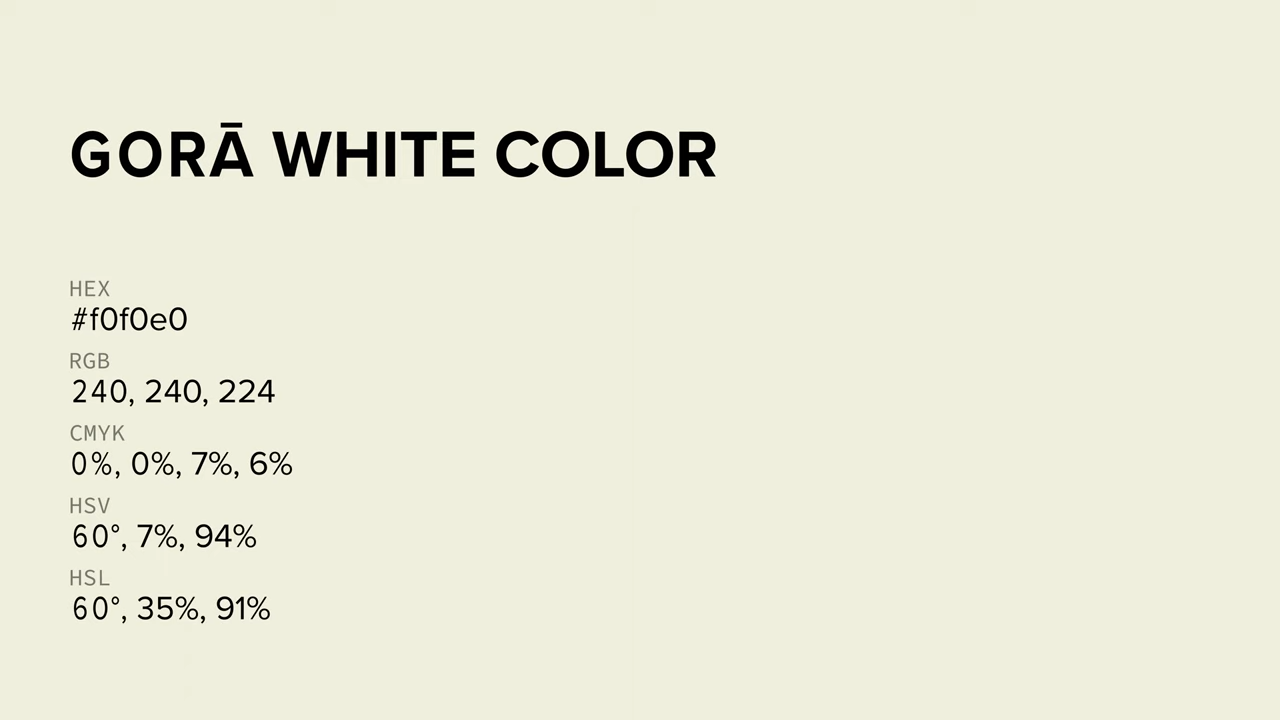 GORĀ WHITE COLOR
HEX
#f0f0e0
RGB
240, 240, 224
CMYK
0%, 0%, 7%, 6%
HSV
60°, 7%, 94%
HSL
60°, 35%, 91%